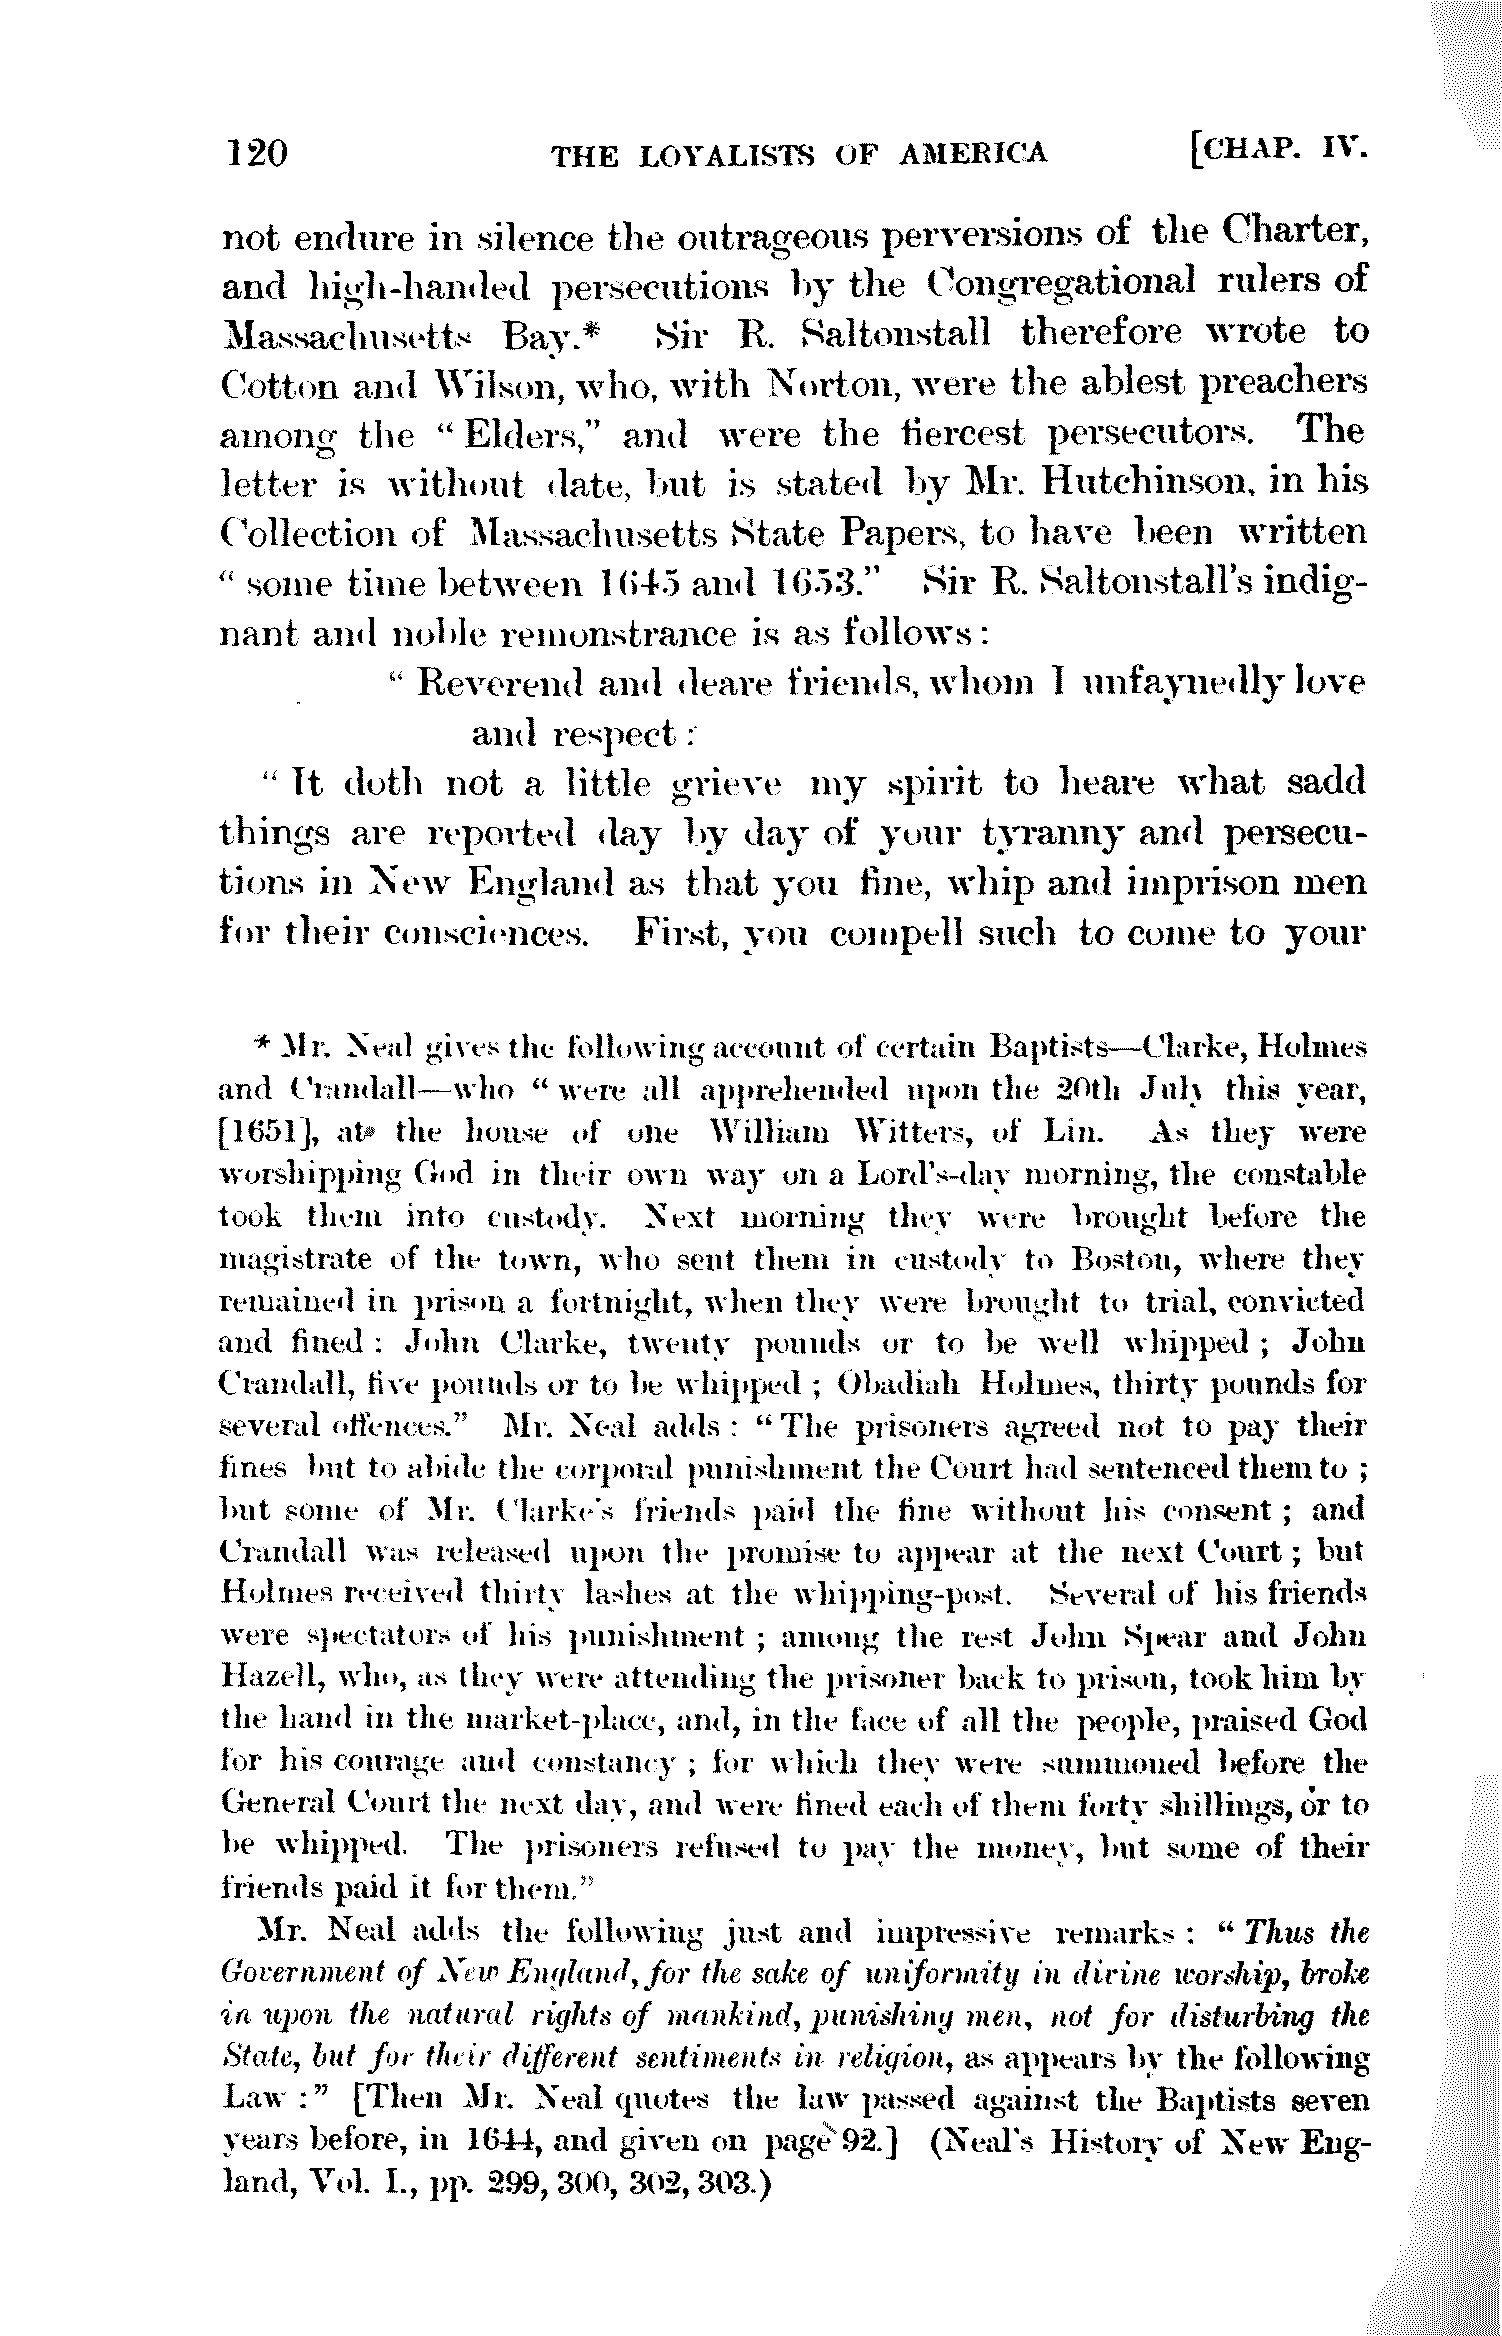 120 THE LOYALISTS OF AMERICA [CHAP. IV.
not endure in silence the outrageous perversions of the Charter,
and high-handed persecutions by the Congregational rulers of
Massachusetts Bay.* Sir R. Saltonstall therefore wrote to
Cotton and Wilson, who, with Norton, were the ablest preachers
among the “Elders,” and were the fiercest persecutors. The
letter is without date, but is stated by Mr. Hutchinson, in his
Collection of Massachusetts State Papers, to have been written
“some time between 1645 and 1653.” Sir R. Saltonstall's indig-
nant and noble remonstrance is as follows:
“Reverend and deare friends, whom I unfaynedly love
and respect:
“It doth not a little grieve my spirit to heare what sadd
things are reported day by day of your tyranny and persecu-
tions in New England as that you fine, whip and imprison men
for their consciences. First, you compell such to come to your
* Mr. Neal gives the following account of certain Baptists—Clarke, Holmes
and Crandall—who “were all apprehended upon the 20th July this year,
[1651], at the house of one William Witters, of Lin. As they were
worshipping God in their own way on a Lord's-day morning, the constable
took them into custody. Next morning they were brought before the
magistrate of the town, who sent them in custody to Boston, where they
remained in prison a fortnight, when they were brought to trial, convicted
and fined: John Clarke, twenty pounds or to be well whipped; John
Crandall, five pounds or to be whipped; Obadiah Holmes, thirty pounds for
several offences.” Mr. Neal adds: “The prisoners agreed not to pay their
fines but to abide the corporal punishment the Court had sentenced them to;
but some of Mr. Clarke's friends paid the fine without his consent; and
Crandall was released upon the promise to appear at the next Court; but
Holmes received thirty lashes at the whipping-post. Several of his friends
were spectators of his punishment; among the rest John Spear and John
Hazell, who, as they were attending the prisoner back to prison, took him by
the hand in the market-place, and, in the face of all the people, praised God
for his courage and constancy; for which they were summoned before the
General Court the next day, and were fined each of them forty shillings, or to
be whipped. The prisoners refused to pay the money, but some of their
friends paid it for them.”
Mr. Neal adds the following just and impressive remarks: “Thus the
Government of New England, for the sake of uniformity in divine worship, broke
in upon the natural rights of mankind, punishing men, not for disturbing the
State, but for their different sentiments in religion, as appears by the following
Law:” [Then Mr. Neal quotes the law passed against the Baptists seven
years before, in 1644, and given on page 92.] (Neal's History of New Eng-
land, Vol. I., pp. 299, 300, 302, 303.)